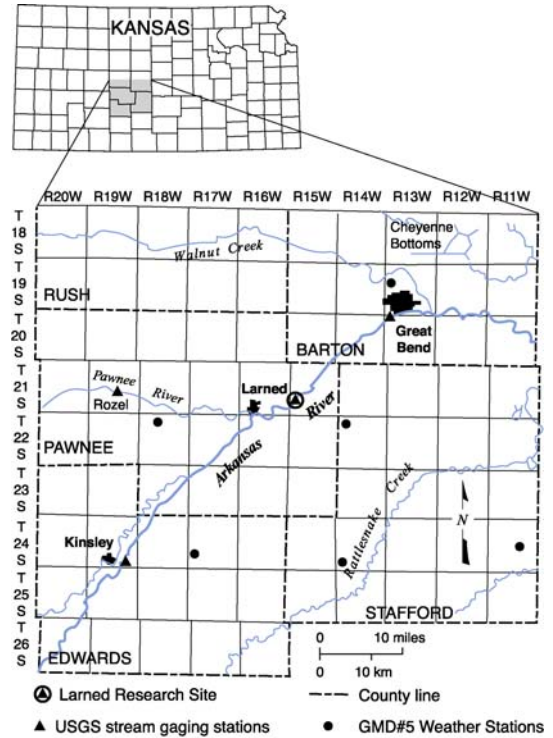 KANSAS
R20W R19W R18W R17W R16W R15W R14W R13W R12W R11W
T
18
S
T
19
S
T
20
S
T
21
S
T
22
S
T
23
S
T
24
S
T
25
S
T
26
S
Cheyenne
Bottoms
Walnut Creek
RUSH
Great
Bend
BARTON
Pawnee
River
Rozel
Larned
River
PAWNEE
Arkansas
Rattlesnake Creek
N
Kinsley
STAFFORD
EDWARDS
0 10 miles
0 10 km
Larned Research Site
County line
USGS stream gaging stations
GMD#5 Weather Stations